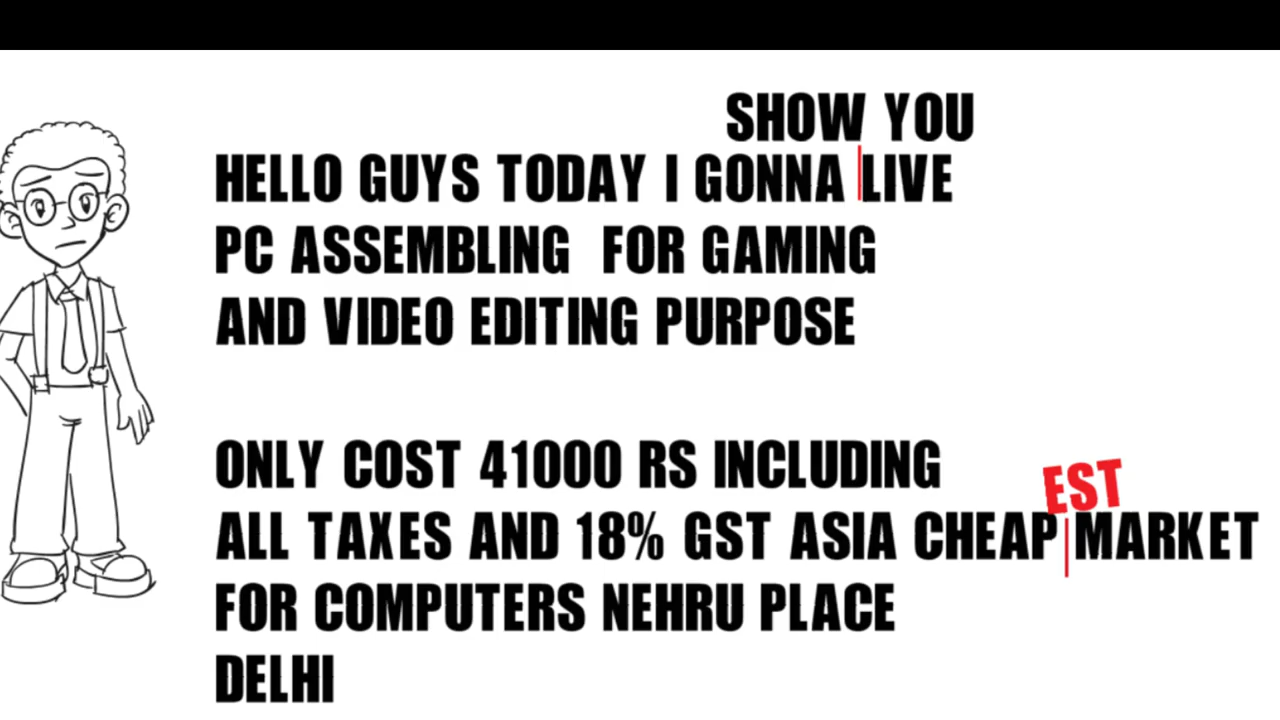 SHOW YOU
HELLO GUYS TODAY I GONNA LIVE
PC ASSEMBLING FOR GAMING
AND VIDEO EDITING PURPOSE
ONLY COST 41000 RS INCLUDING
EST
ALL TAXES AND 18% GST ASIA CHEAP MARKET
FOR COMPUTERS NEHRU PLACE
DELHI